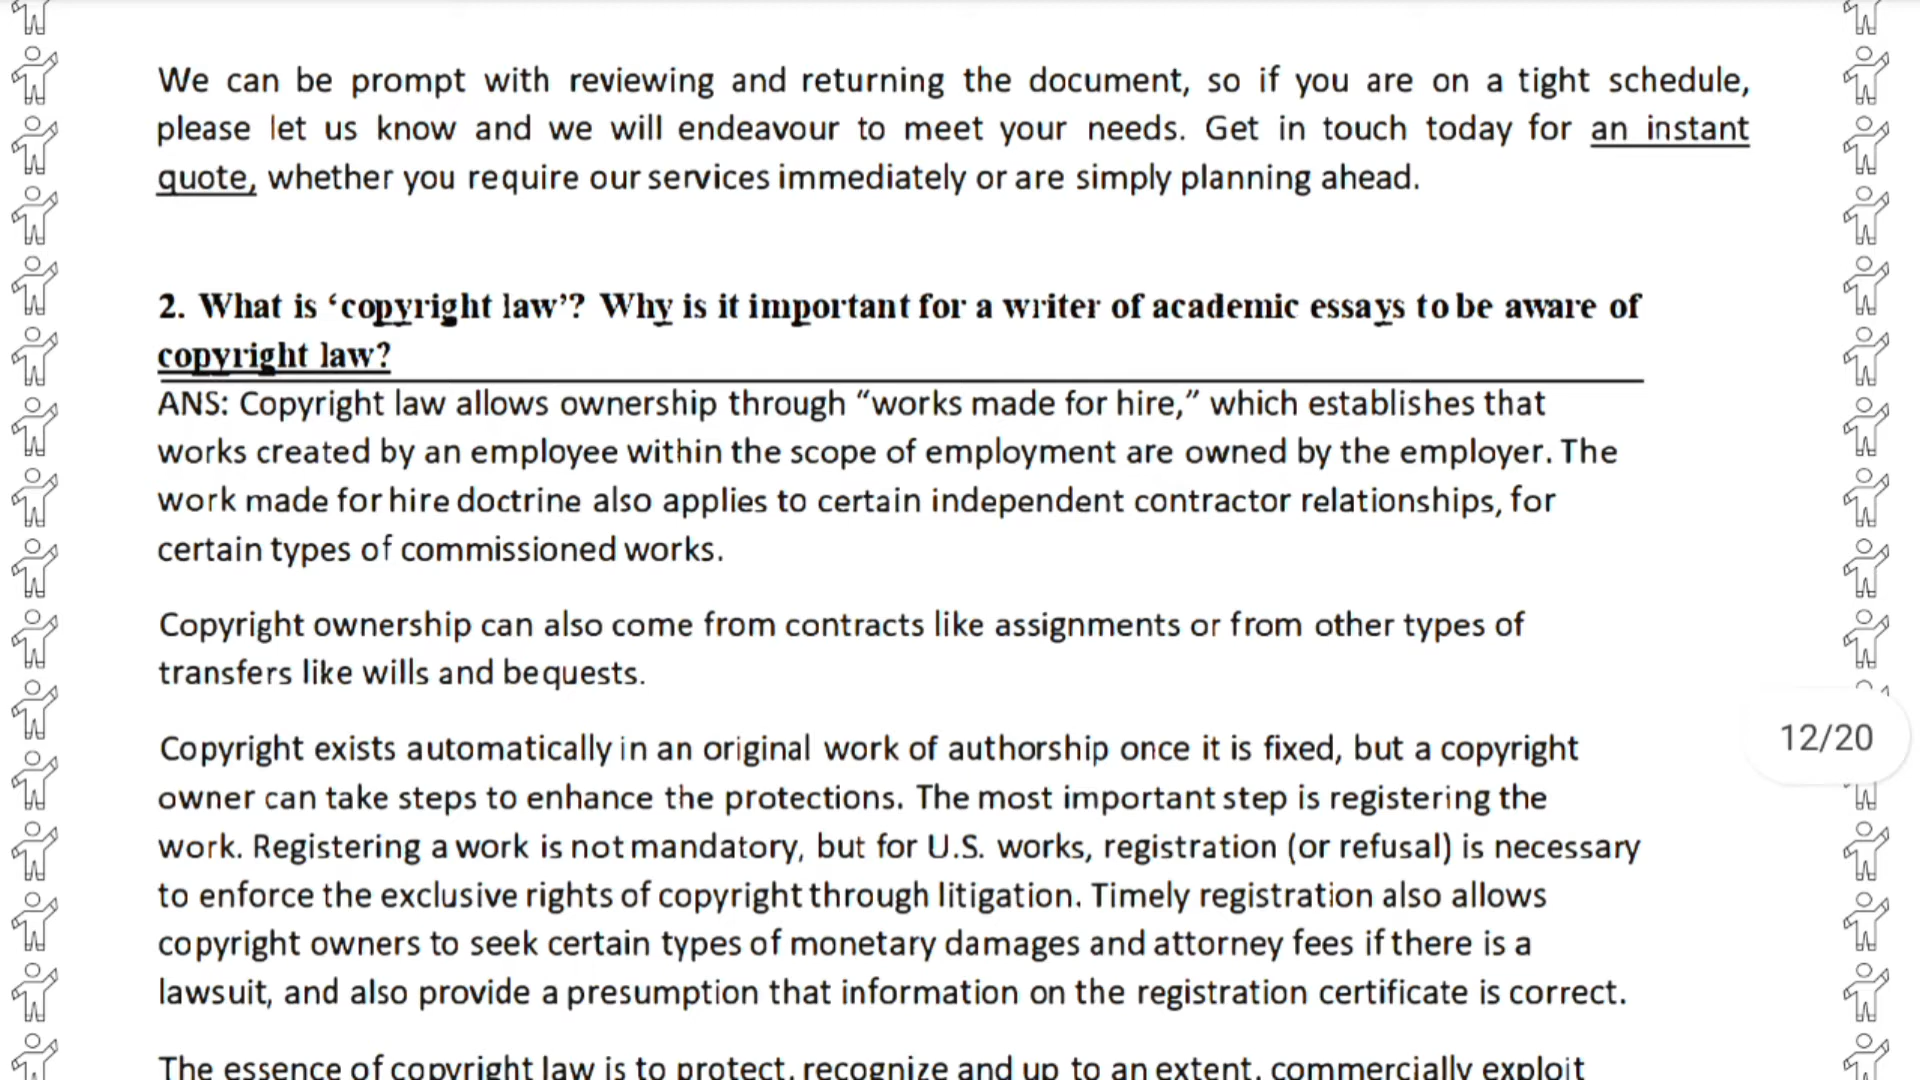 We can be prompt with reviewing and returning the document, so if you are on a tight schedule,
please let us know and we will endeavour to meet your needs. Get in touch today for an instant
quote, whether you require our services immediately or are simply planning ahead.
2. What is ‘copyright law’? Why is it important for a writer of academic essays to be aware of
copyright law?
ANS: Copyright law allows ownership through “works made for hire,” which establishes that
works created by an employee within the scope of employment are owned by the employer. The
work made for hire doctrine also applies to certain independent contractor relationships, for
certain types of commissioned works.
Copyright ownership can also come from contracts like assignments or from other types of
transfers like wills and bequests.
12/20
Copyright exists automatically in an original work of authorship once it is fixed, but a copyright
owner can take steps to enhance the protections. The most important step is registering the
work. Registering a work is not mandatory, but for U.S. works, registration (or refusal) is necessary
to enforce the exclusive rights of copyright through litigation. Timely registration also allows
copyright owners to seek certain types of monetary damages and attorney fees if there is a
lawsuit, and also provide a presumption that information on the registration certificate is correct.
The essence of copyright law is to protect, recognize and up to an extent, commercially exploit